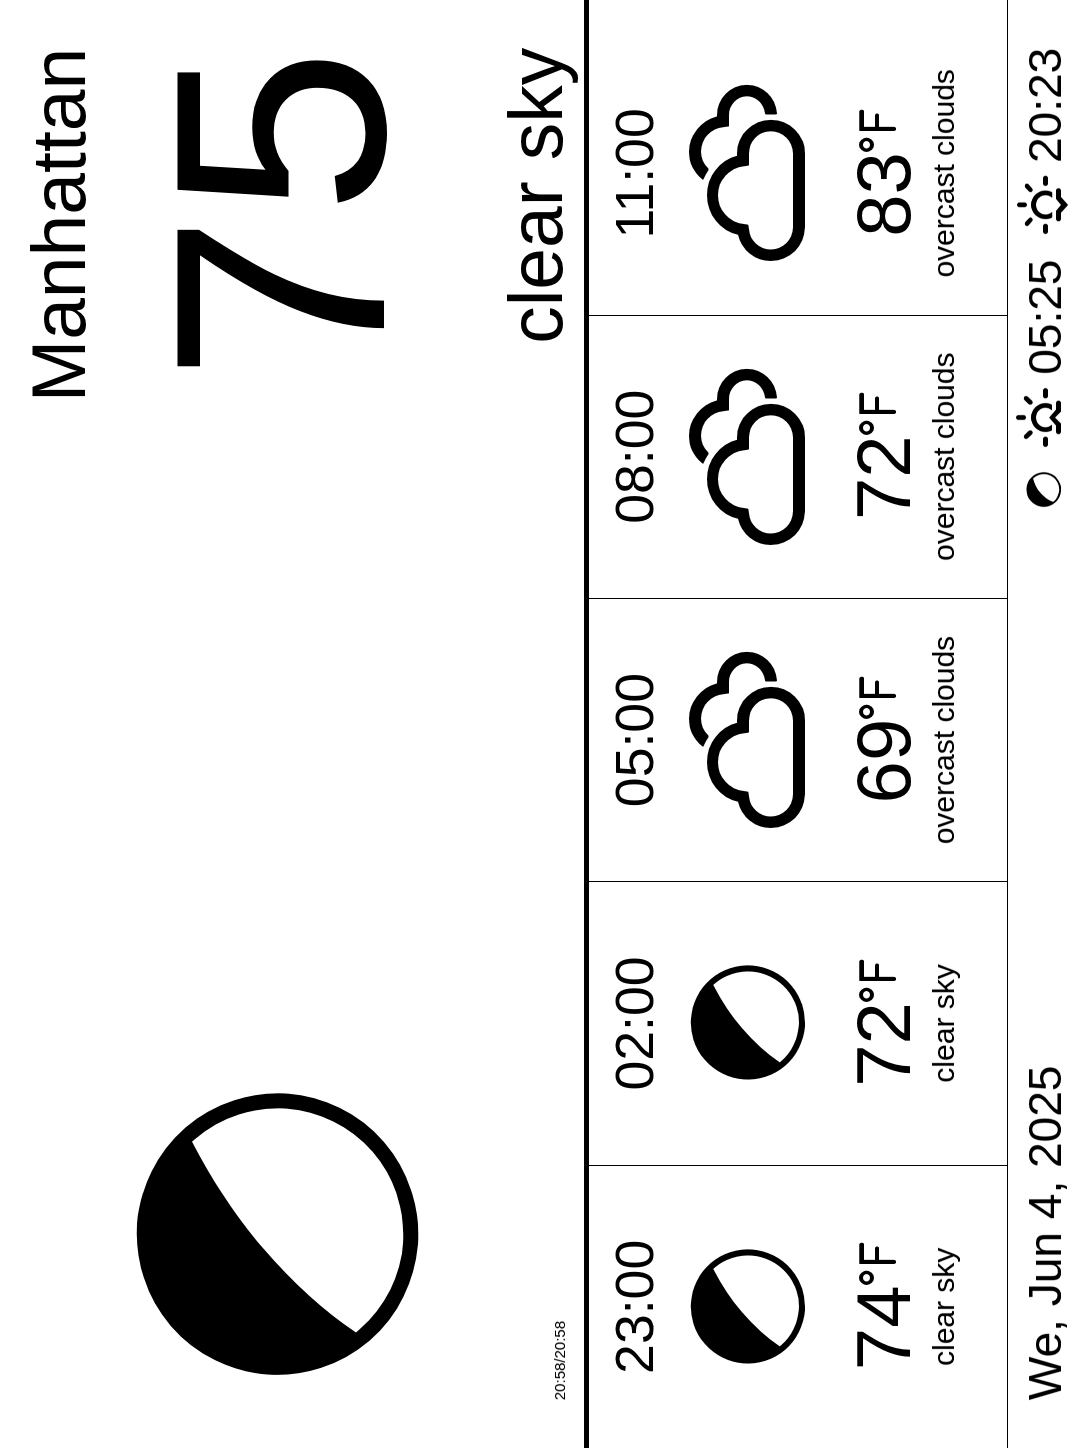 Manhattan
75
clear sky
20:58/20:58
23:00 02:00 05:00 08:00 11:00
74°F 72°F 69°F 72°F 83°F
clear sky clear sky overcast clouds overcast clouds overcast clouds
We, Jun 4, 2025 05:25 20:23